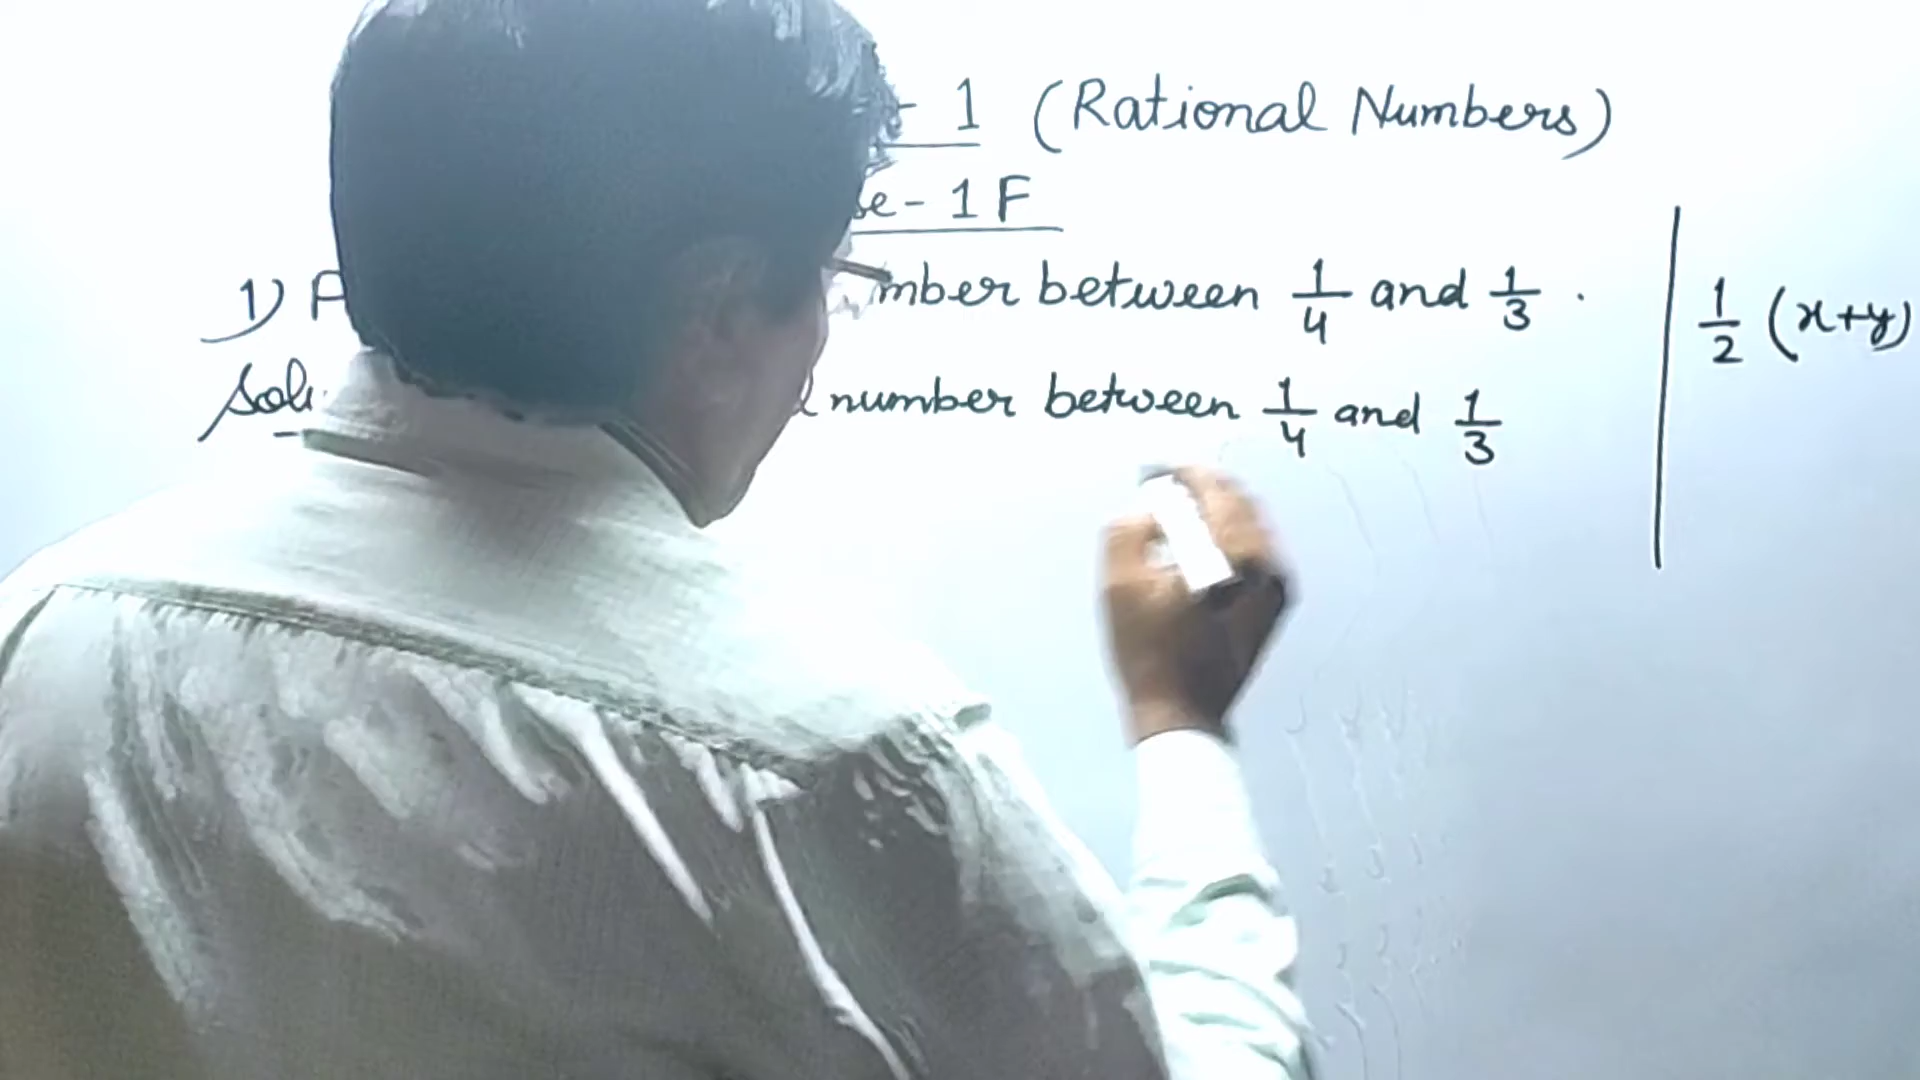 - 1 (Rational Numbers)
se - 1 F
1) F mber between 1/4 and 1/3 .
Sol: number between 1/4 and 1/3
1/2 (x+y)